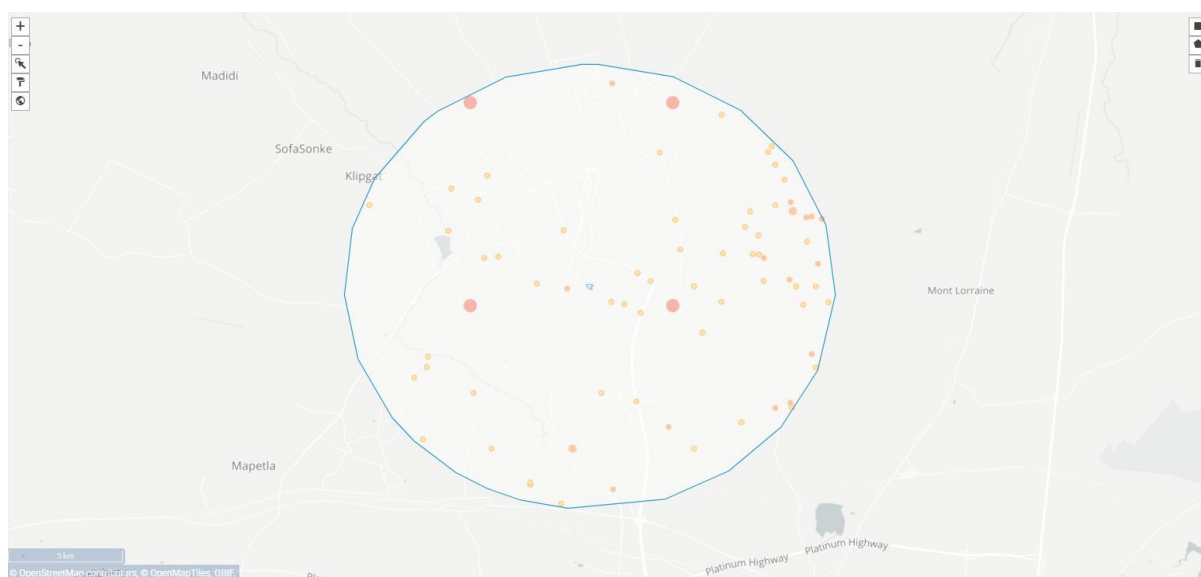 Madidi
SofaSonke
Klipgat
Mont Lorraine
Mapetla
Platinum Highway
Platinum Highway
5 km
© OpenStreetMap contributors, © OpenMapTiles, GBIF